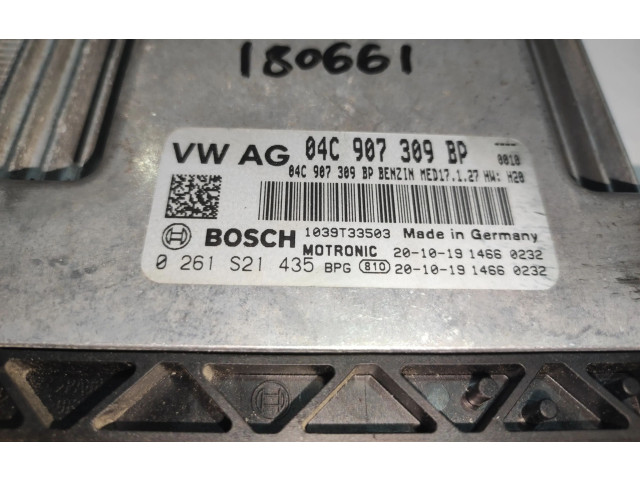 180661
VW AG 04C 907 309 BP 0010
04C 907 309 BP BENZIN MED17.1.27 HW: H20
BOSCH 1039T33503 Made in Germany
MOTRONIC 20-10-19 1466 0232
0 261 S21 435 BPG 810 20-10-19 1466 0232